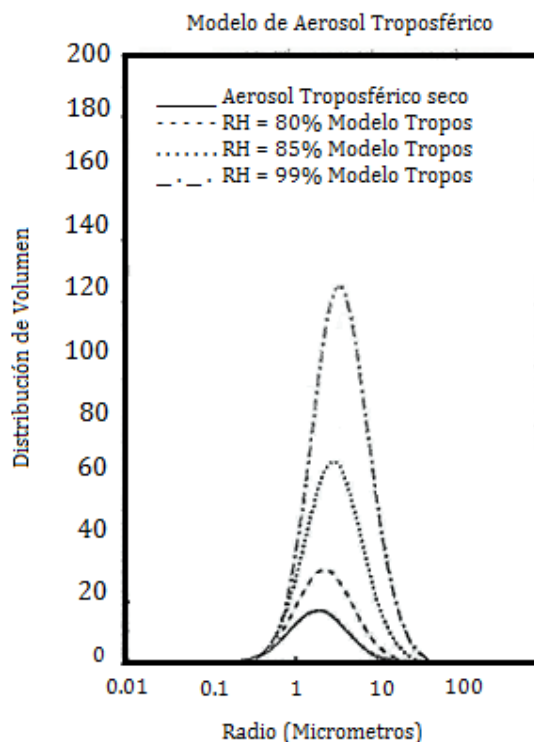 Modelo de Aerosol Troposférico
Aerosol Troposférico seco
RH = 80% Modelo Tropos
RH = 85% Modelo Tropos
RH = 99% Modelo Tropos
Distribución de Volumen
200
180
160
140
120
100
80
60
40
20
0
0.01 0.1 1 10 100
Radio (Micrometros)